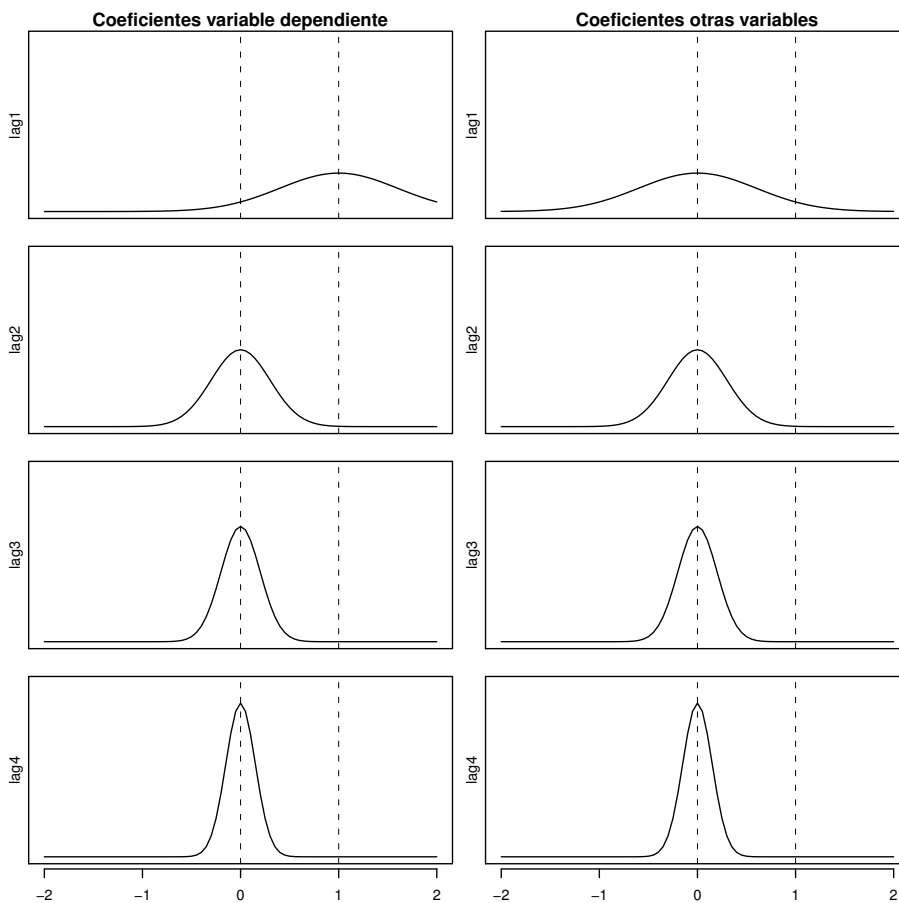 Coeficientes variable dependiente
Coeficientes otras variables
lag1
lag1
lag2
lag2
lag3
lag3
lag4
lag4
−2 −1 0 1 2
−2 −1 0 1 2